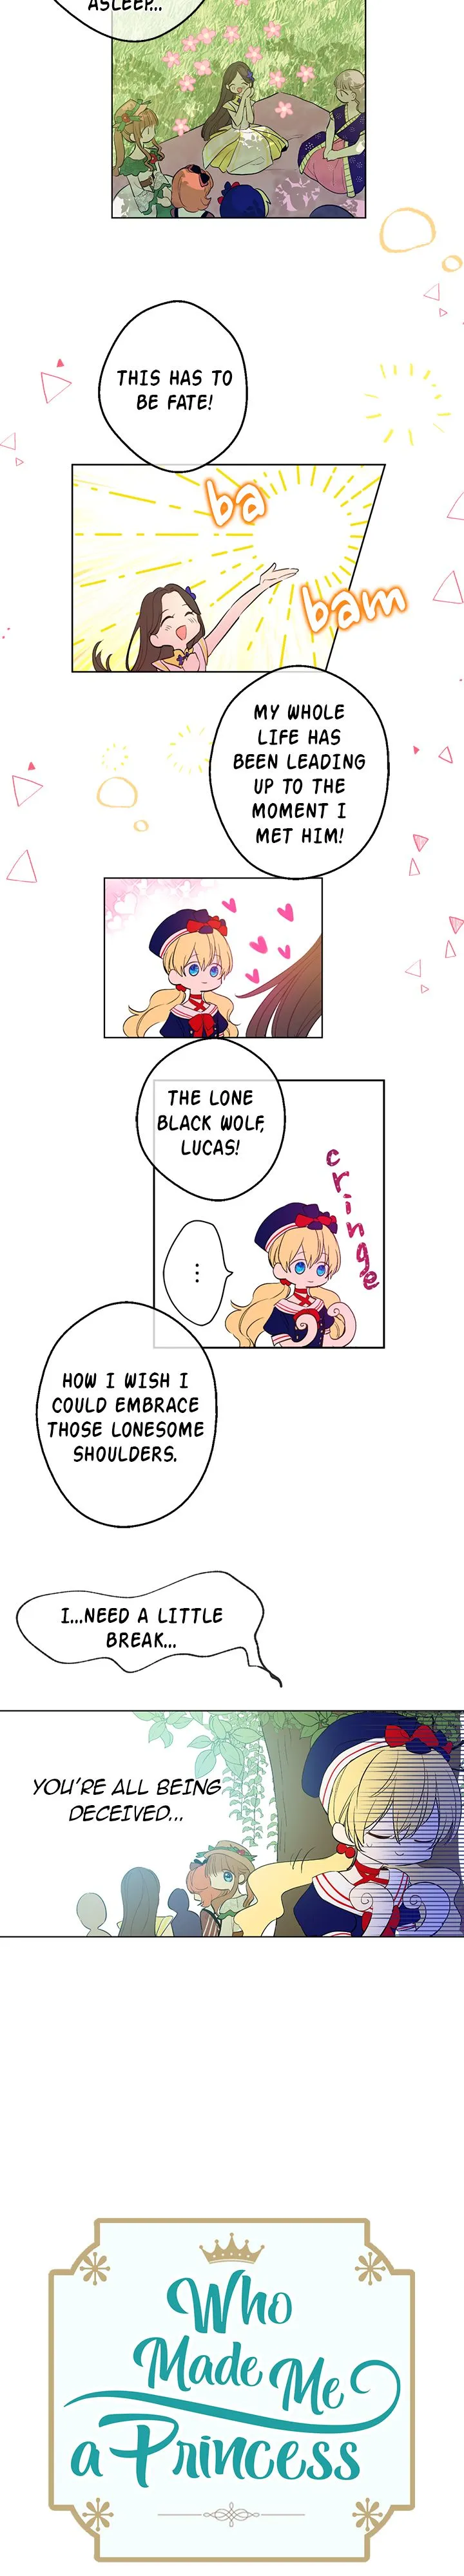 ASLEEP...
THIS HAS TO
BE FATE!
ba
bam
MY WHOLE
LIFE HAS
BEEN LEADING
UP TO THE
MOMENT I
MET HIM!
THE LONE
BLACK WOLF,
LUCAS!
cringe
...
HOW I WISH I
COULD EMBRACE
THOSE LONESOME
SHOULDERS.
I...NEED A LITTLE
BREAK...
YOU'RE ALL BEING
DECEIVED...
Who
Made Me
a Princess